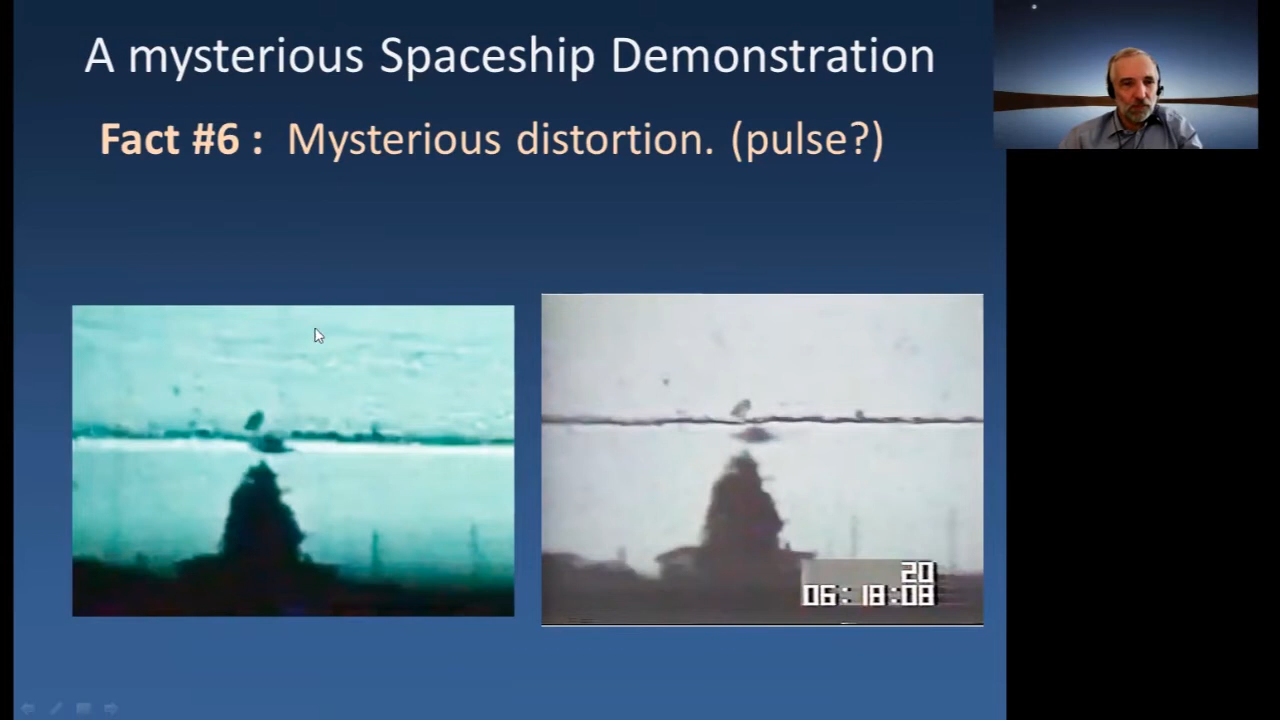 A mysterious Spaceship Demonstration
Fact #6 : Mysterious distortion. (pulse?)
20
06:18:08